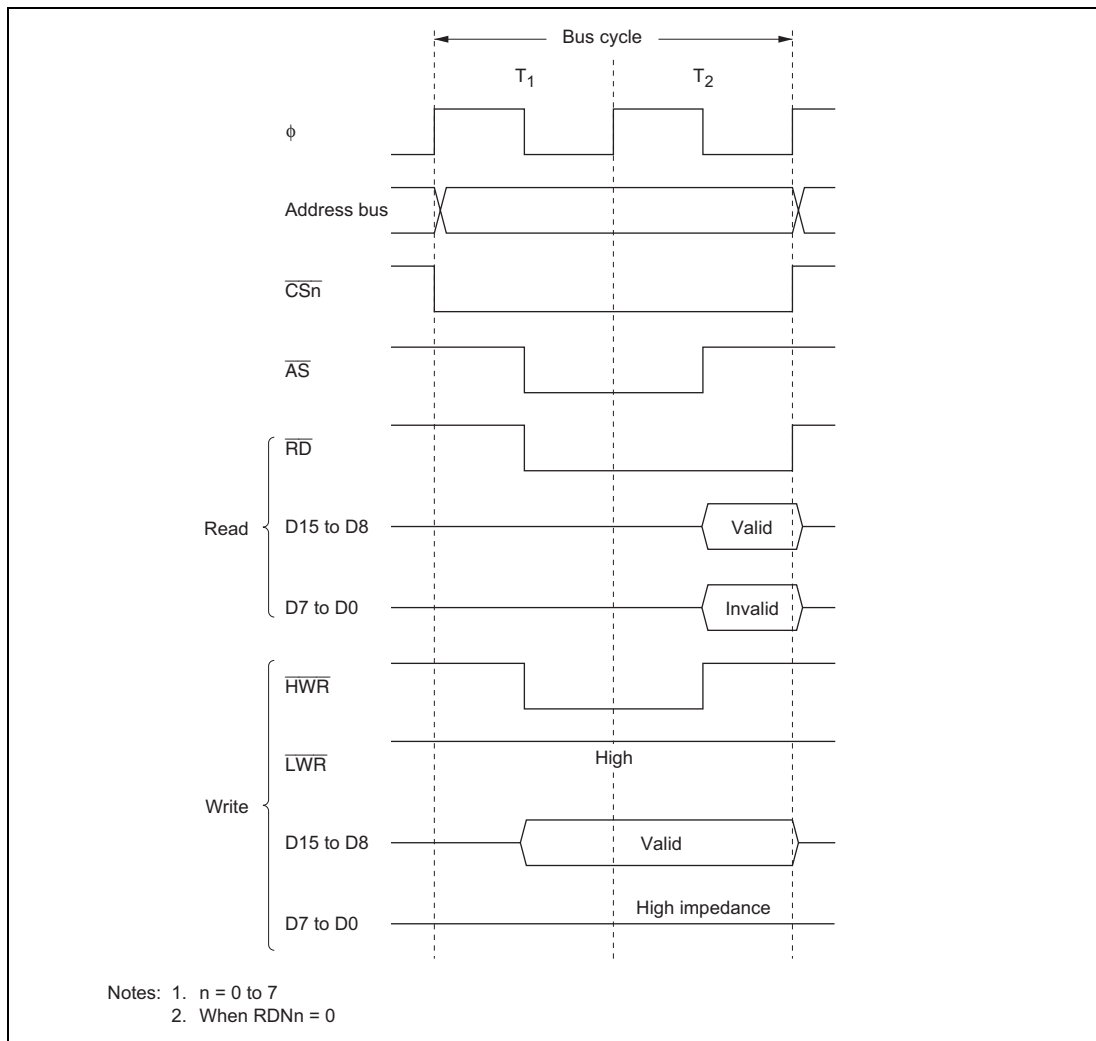 Bus cycle
T1 T2
ϕ
Address bus
CSn
AS
RD
Read
D15 to D8 Valid
D7 to D0 Invalid
HWR
LWR High
Write
D15 to D8 Valid
D7 to D0 High impedance
Notes: 1. n = 0 to 7
2. When RDNn = 0